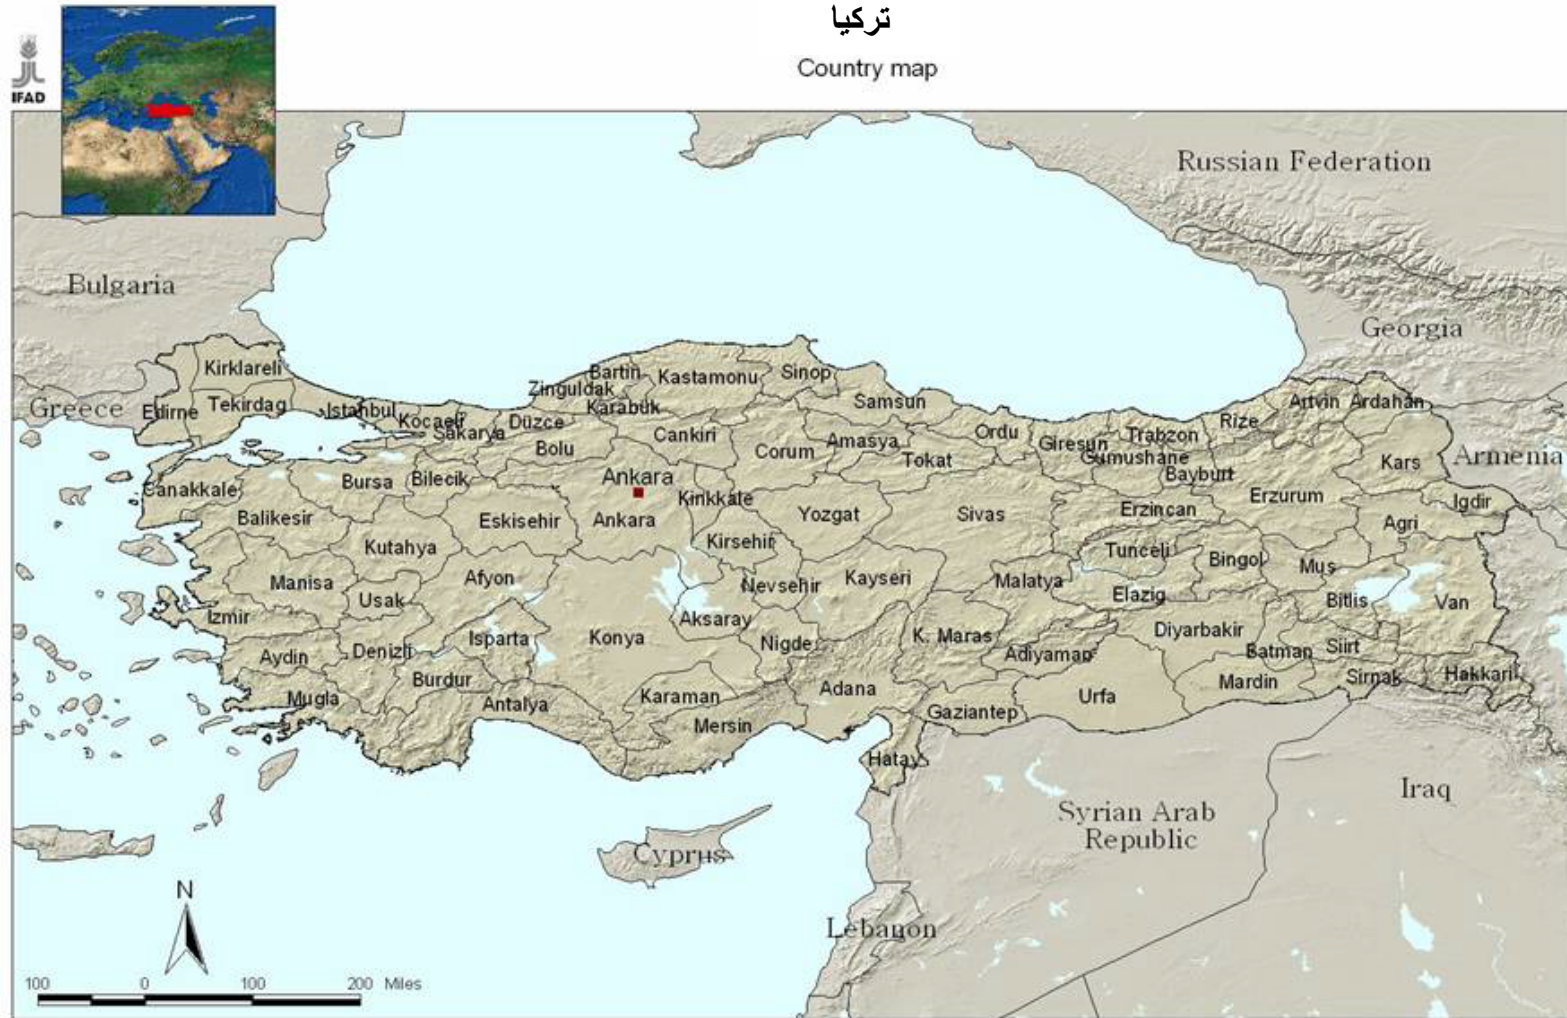 تركيا
Country map
IFAD
Russian Federation
Bulgaria
Georgia
Greece
Armenia
Kirklareli
Edirne
Tekirdag
Istanbul
Kocaeli
Sakarya
Düzce
Zinguldak
Bartin
Karabük
Kastamonu
Sinop
Samsun
Ordu
Giresun
Trabzon
Gumushane
Rize
Artvin
Ardahan
Bolu
Cankiri
Corum
Amasya
Tokat
Bayburt
Kars
Canakkale
Bursa
Bilecik
Ankara
Kinkkale
Erzurum
Igdir
Balikesir
Eskisehir
Ankara
Yozgat
Sivas
Erzincan
Agri
Kutahya
Kirsehir
Tunceli
Bingol
Mus
Manisa
Usak
Afyon
Nevsehir
Kayseri
Malatya
Elazig
Bitlis
Van
Izmir
Isparta
Konya
Aksaray
Nigde
K. Maras
Diyarbakir
Batman
Siirt
Aydin
Denizli
Burdur
Adiyaman
Mardin
Sirnak
Hakkari
Mugla
Antalya
Karaman
Adana
Urfa
Gaziantep
Mersin
Hatay
Syrian Arab
Republic
Iraq
Cyprus
Lebanon
N
100 0 100 200 Miles